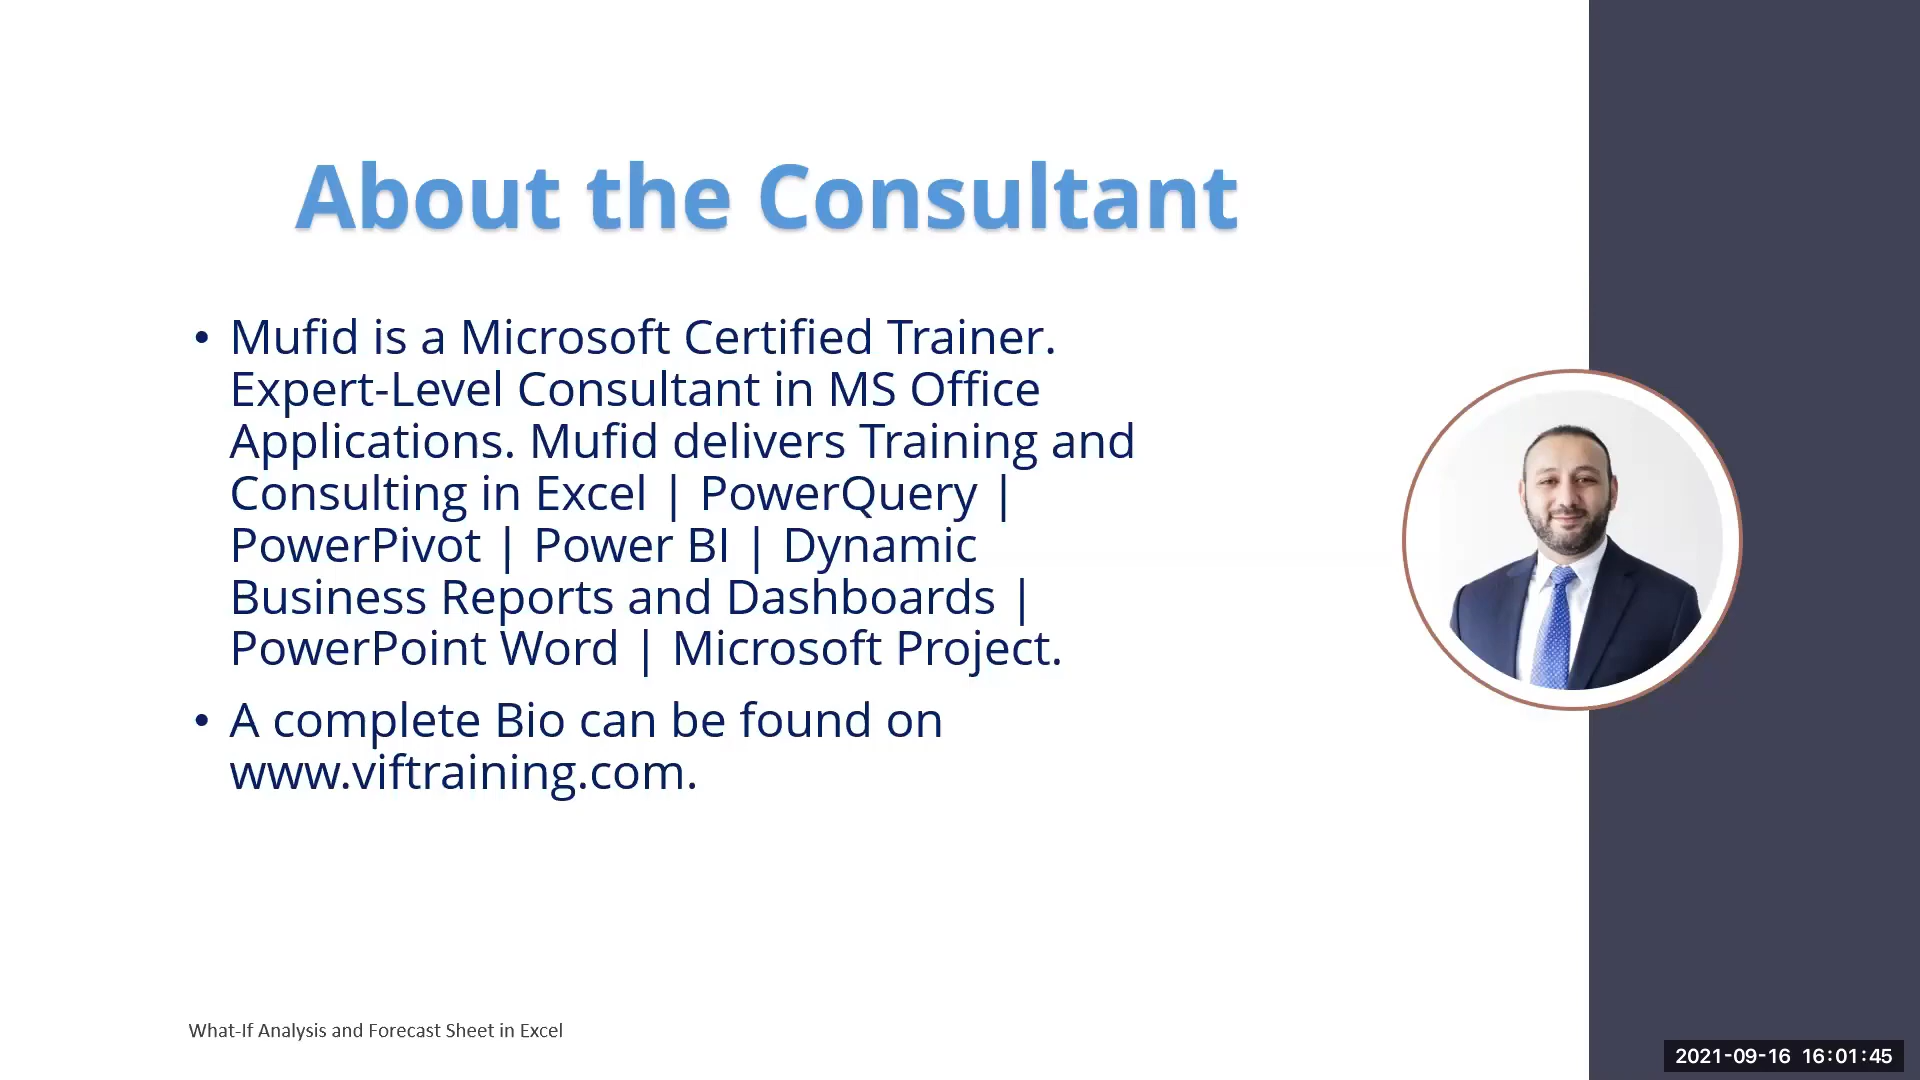 About the Consultant
• Mufid is a Microsoft Certified Trainer.
Expert-Level Consultant in MS Office
Applications. Mufid delivers Training and
Consulting in Excel | PowerQuery |
PowerPivot | Power BI | Dynamic
Business Reports and Dashboards |
PowerPoint Word | Microsoft Project.
• A complete Bio can be found on
www.viftraining.com.
What-If Analysis and Forecast Sheet in Excel
2021-09-16 16:01:45